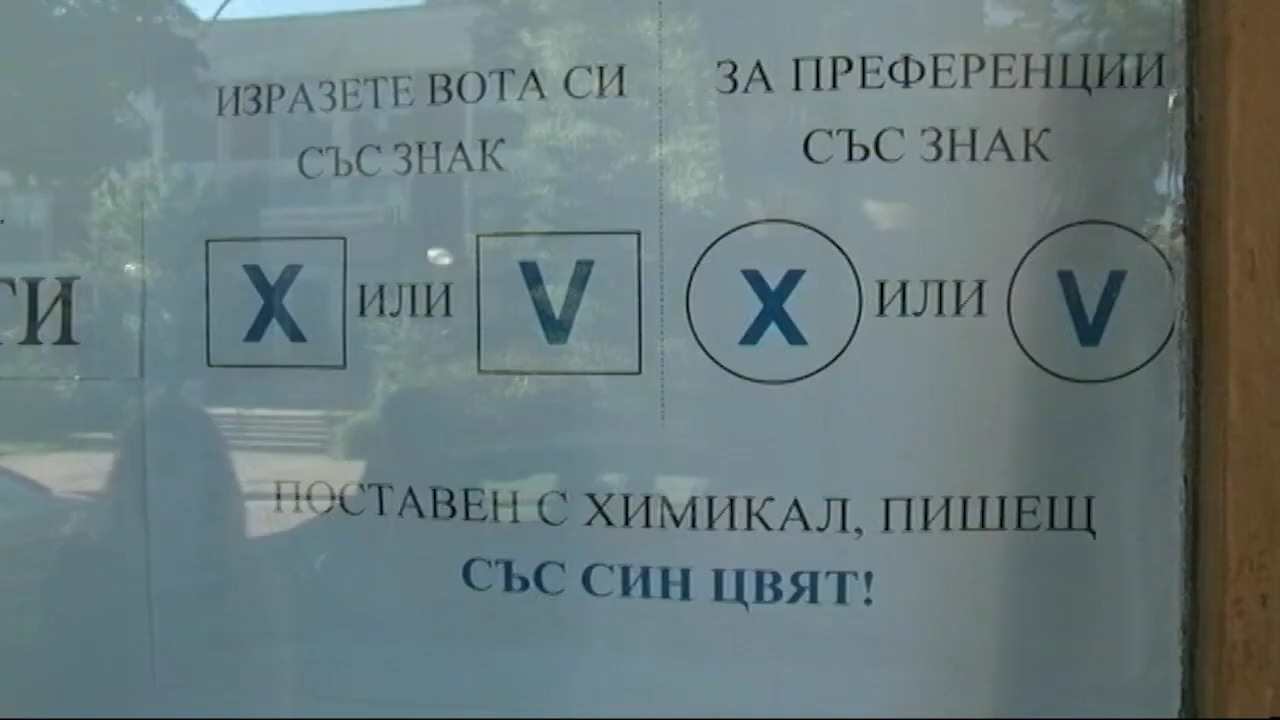 ИЗРАЗЕТЕ ВОТА СИ
СЪС ЗНАК
X ИЛИ V
ЗА ПРЕФЕРЕНЦИИ
СЪС ЗНАК
X ИЛИ V
ПОСТАВЕН С ХИМИКАЛ, ПИШЕЩ
СЪС СИН ЦВЯТ!